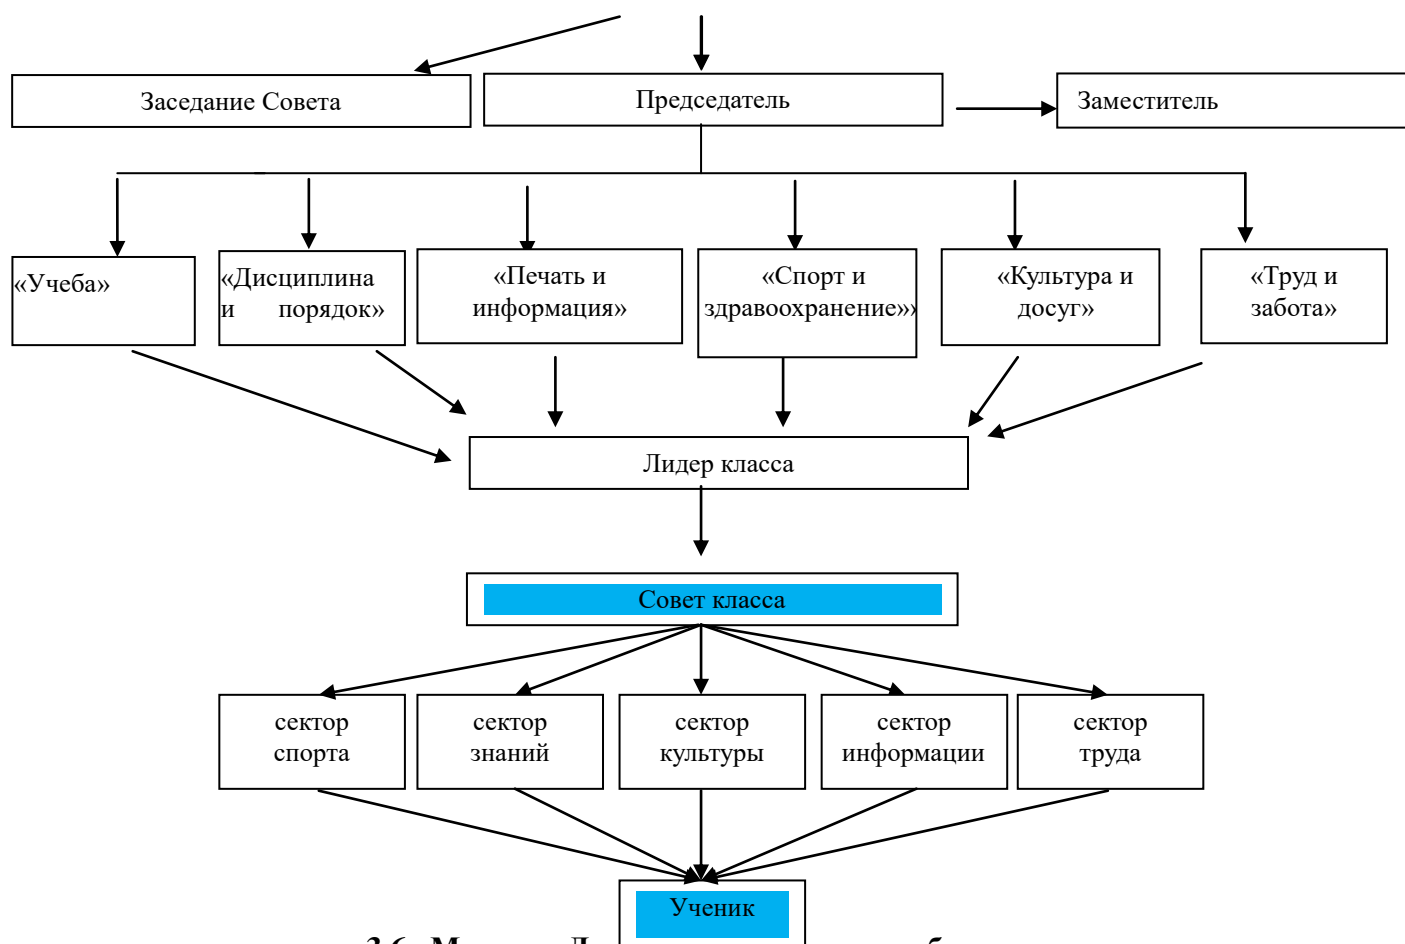 Заседание Совета
Председатель
Заместитель
«Учеба»
«Дисциплина
и порядок»
«Печать и
информация»
«Спорт и
здравоохранение»»
«Культура и
досуг»
«Труд и
забота»
Лидер класса
Совет класса
сектор
спорта
сектор
знаний
сектор
культуры
сектор
информации
сектор
труда
Ученик